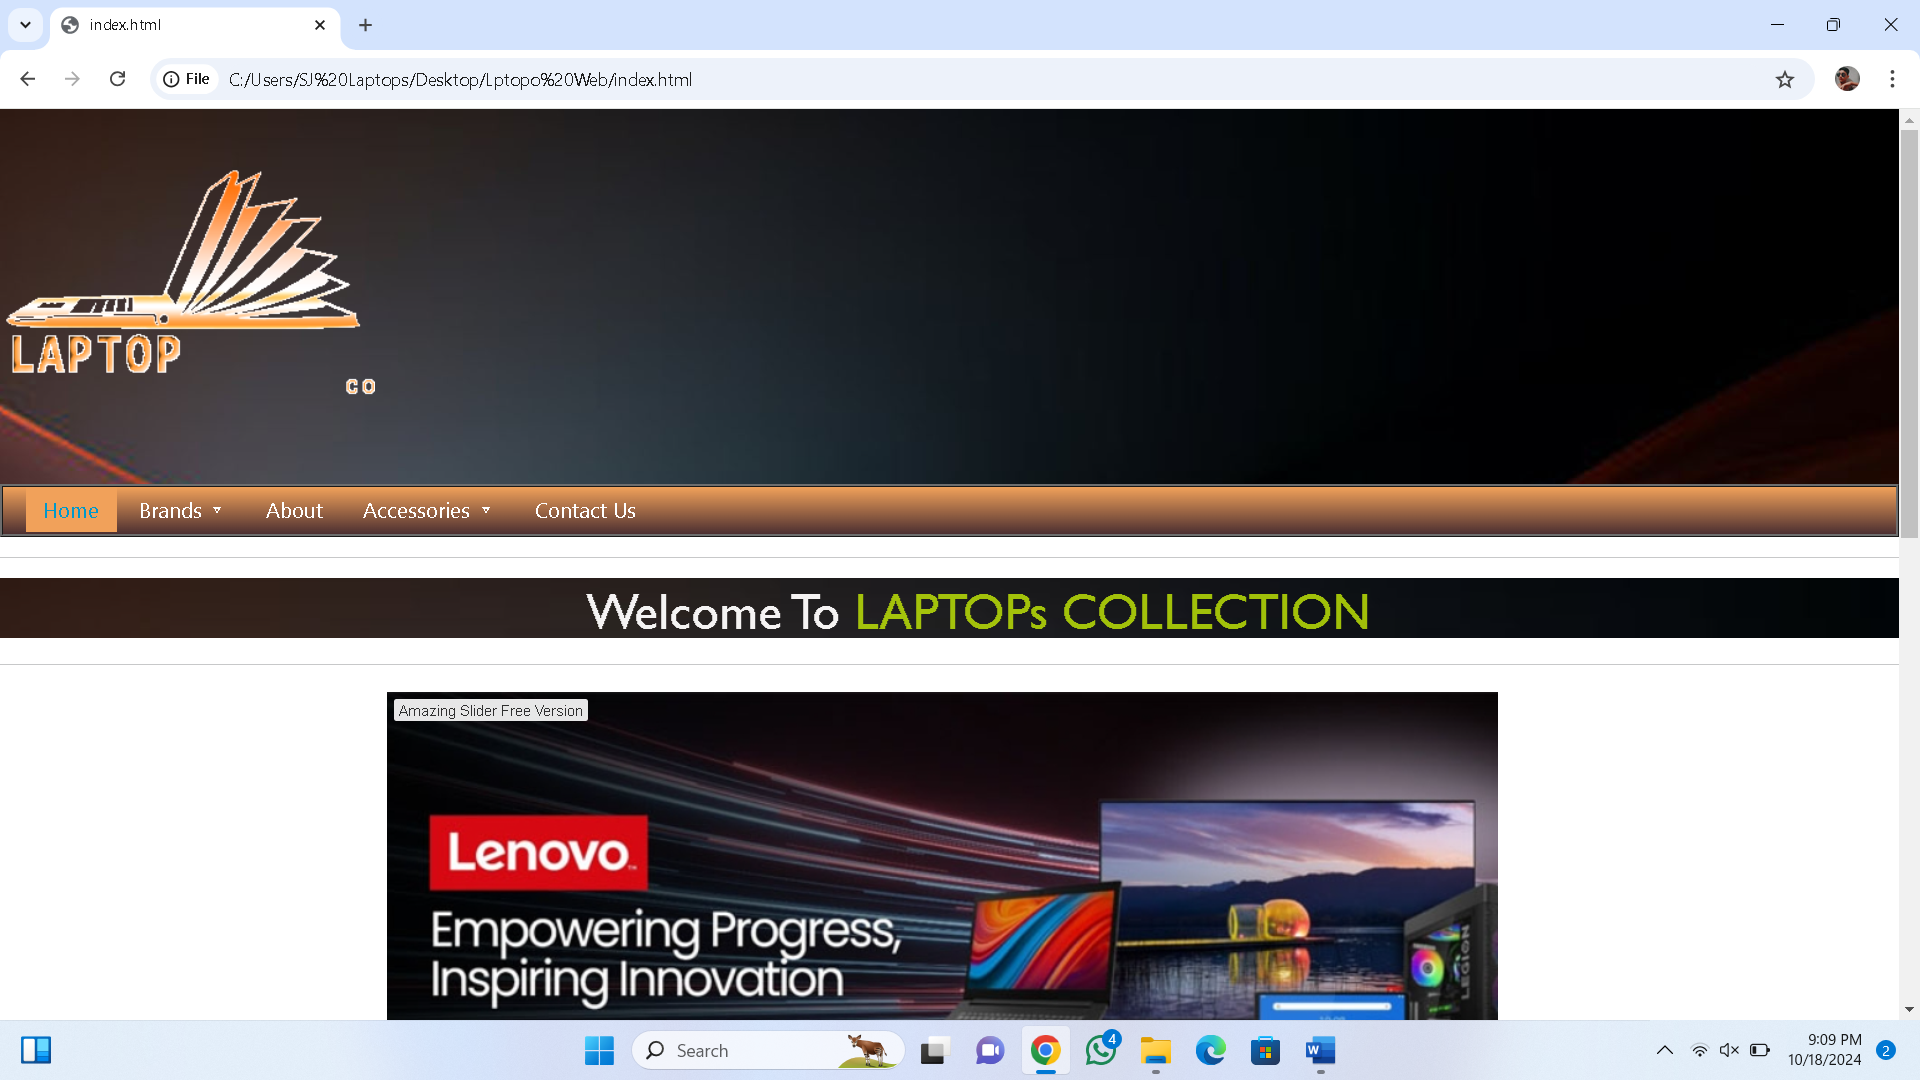 index.html
File C:/Users/SJ%20Laptops/Desktop/Lptopo%20Web/index.html
LAPTOP
CO
Home Brands About Accessories Contact Us
Welcome To LAPTOPs COLLECTION
Amazing Slider Free Version
Lenovo
Empowering Progress,
Inspiring Innovation
LEGION
Search
4
W
9:09 PM
10/18/2024
2